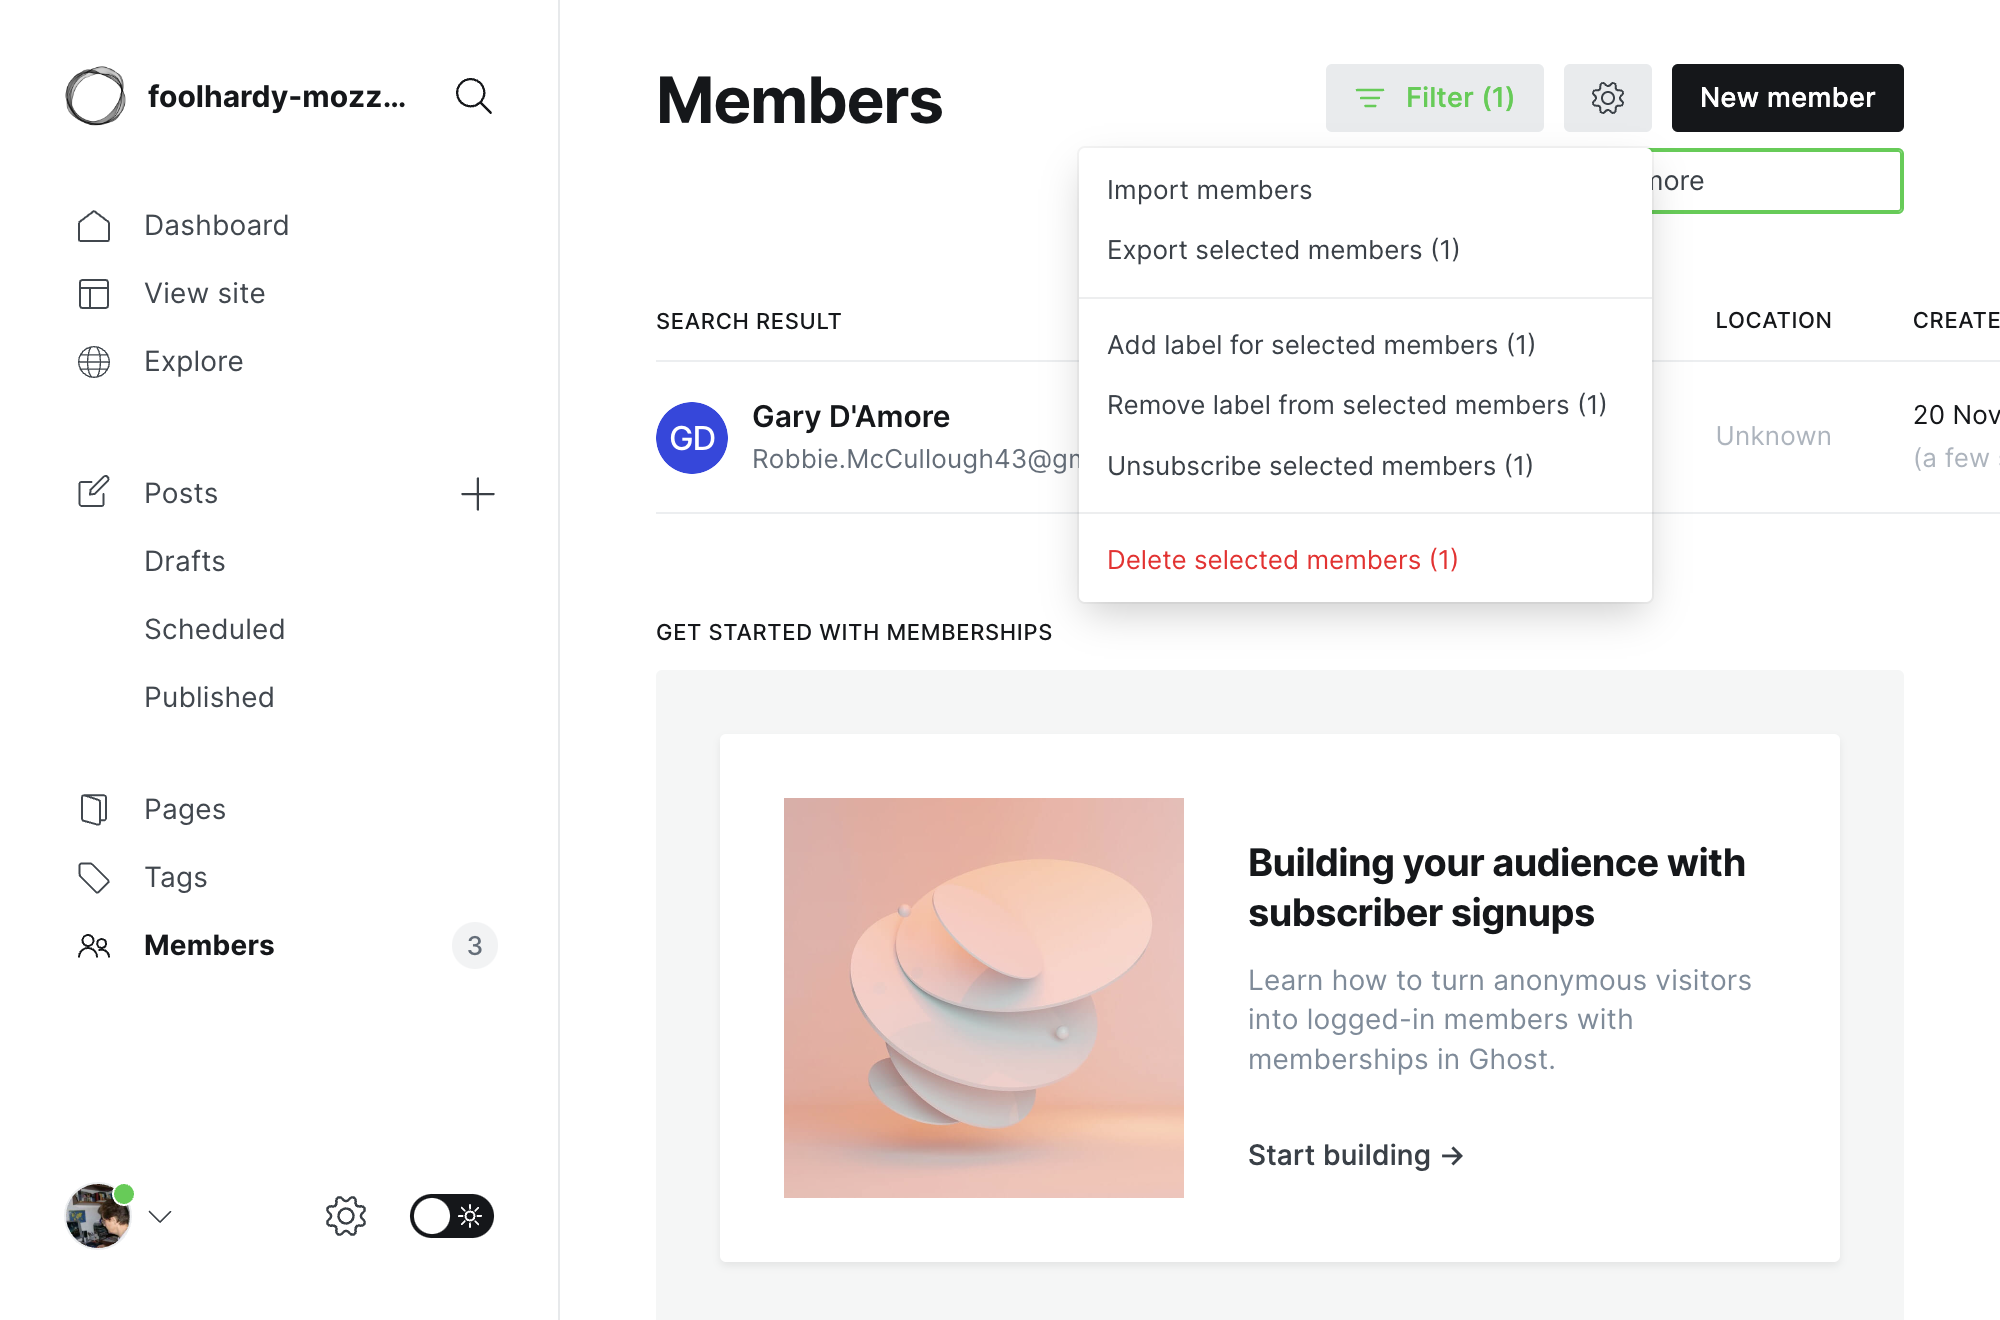 foolhardy-mozz...
Dashboard
View site
Explore
Posts
Drafts
Scheduled
Published
Pages
Tags
Members
3
Members
Filter (1)
New member
more
Import members
Export selected members (1)
Add label for selected members (1)
Remove label from selected members (1)
Unsubscribe selected members (1)
Delete selected members (1)
SEARCH RESULT
LOCATION
CREATE
GD
Gary D'Amore
Robbie.McCullough43@gm
Unknown
20 Nov
(a few
GET STARTED WITH MEMBERSHIPS
Building your audience with
subscriber signups
Learn how to turn anonymous visitors
into logged-in members with
memberships in Ghost.
Start building →